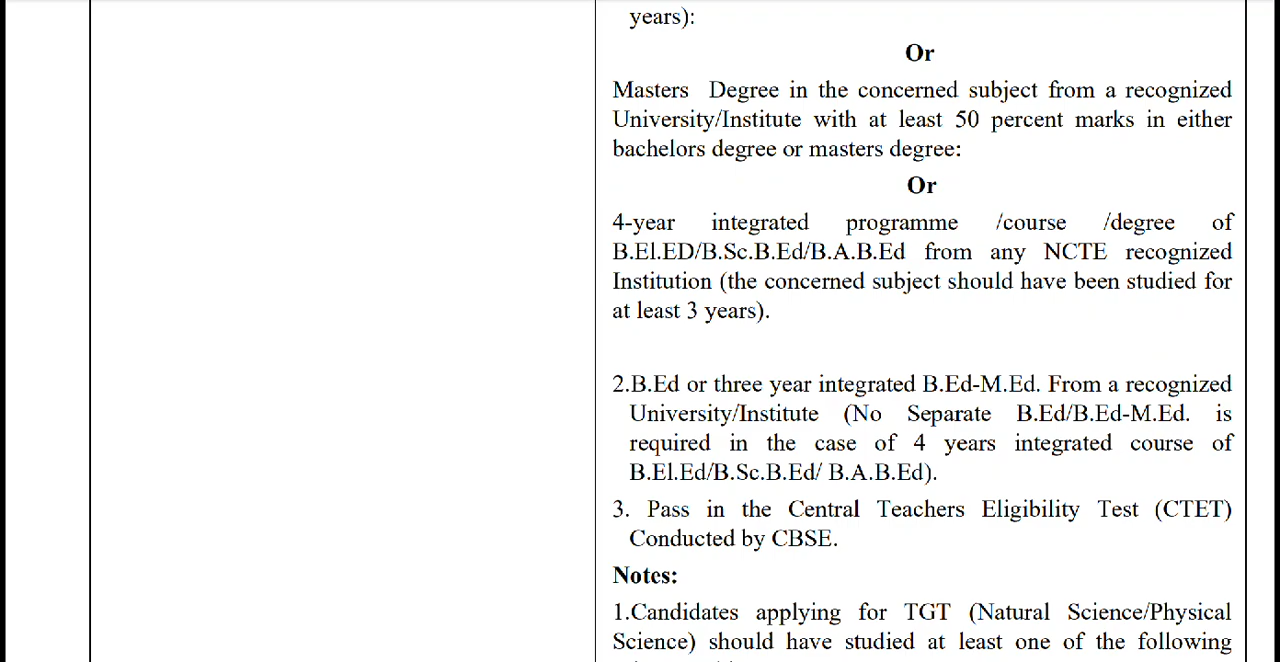 years):
Or
Masters Degree in the concerned subject from a recognized
University/Institute with at least 50 percent marks in either
bachelors degree or masters degree:
Or
4-year integrated programme /course /degree of
B.El.ED/B.Sc.B.Ed/B.A.B.Ed from any NCTE recognized
Institution (the concerned subject should have been studied for
at least 3 years).
2.B.Ed or three year integrated B.Ed-M.Ed. From a recognized
University/Institute (No Separate B.Ed/B.Ed-M.Ed. is
required in the case of 4 years integrated course of
B.El.Ed/B.Sc.B.Ed/ B.A.B.Ed).
3. Pass in the Central Teachers Eligibility Test (CTET)
Conducted by CBSE.
Notes:
1.Candidates applying for TGT (Natural Science/Physical
Science) should have studied at least one of the following